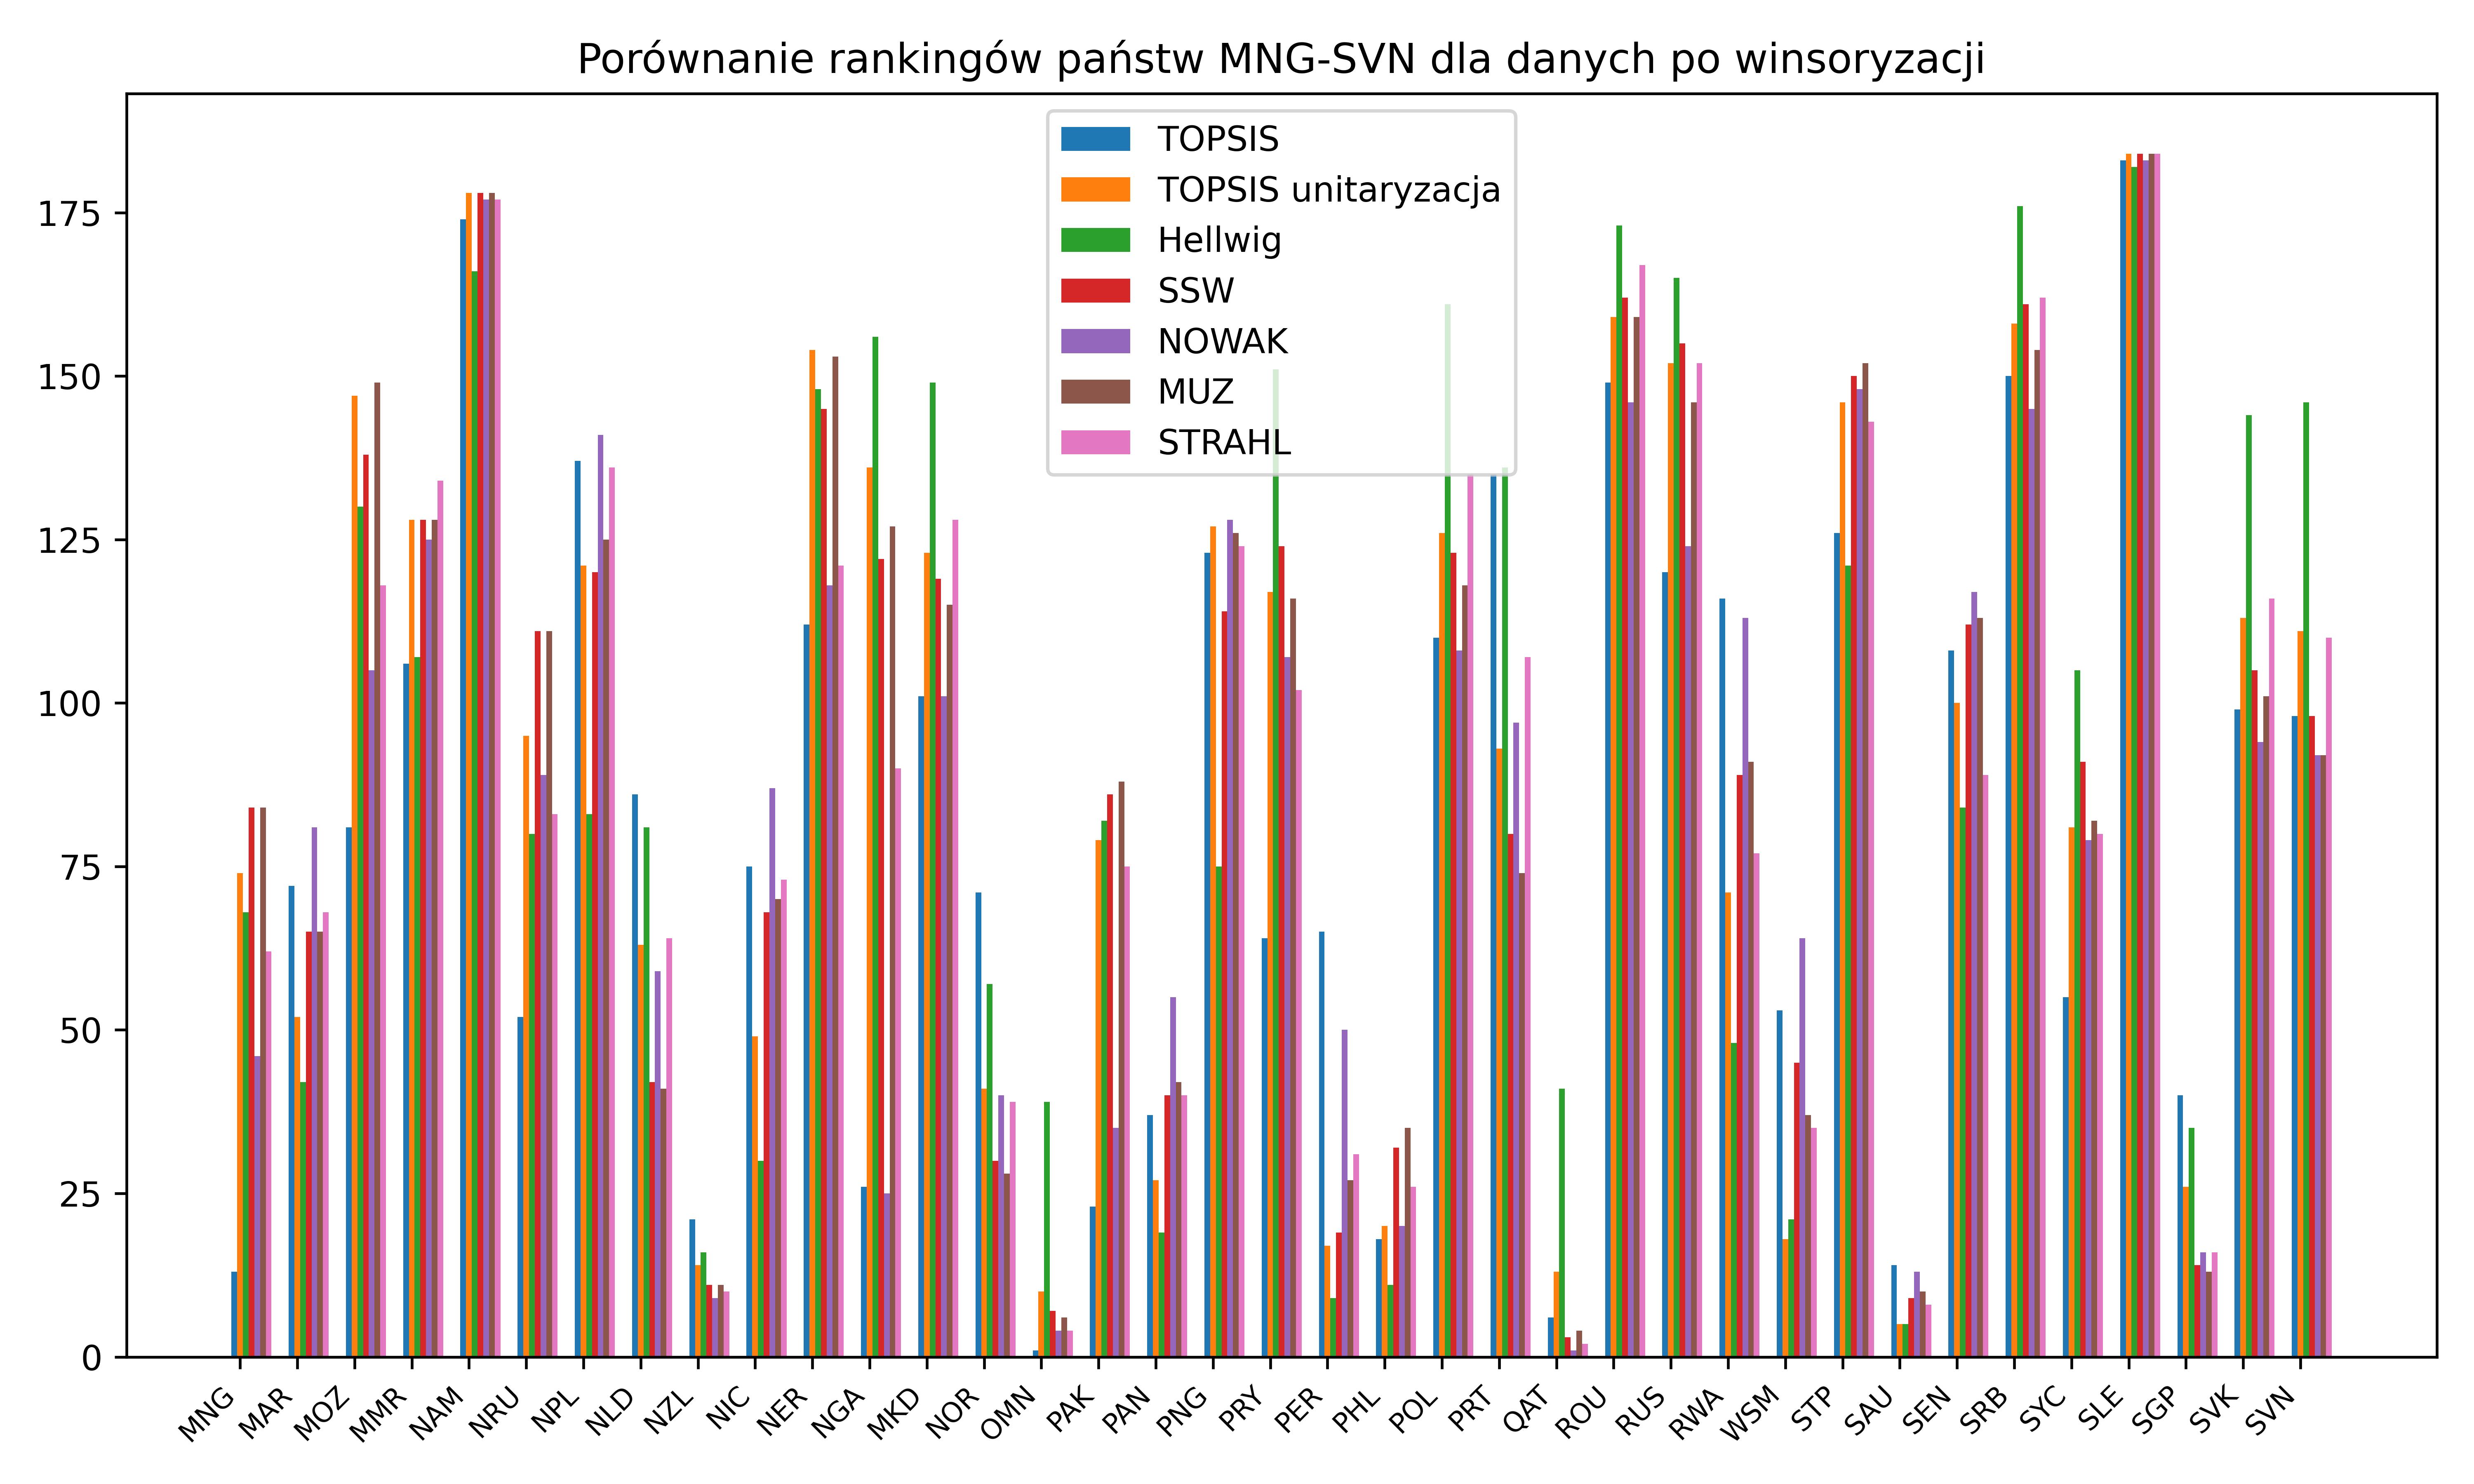 Porównanie rankingów państw MNG-SVN dla danych po winsoryzacji
TOPSIS
TOPSIS unitaryzacja
Hellwig
SSW
NOWAK
MUZ
STRAHL
175
150
125
100
75
50
25
0
MNG
MAR
MOZ
MMR
NAM
NRU
NPL
NLD
NZL
NIC
NER
NGA
MKD
NOR
OMN
PAK
PAN
PNG
PRY
PER
PHL
POL
PRT
QAT
ROU
RUS
RWA
WSM
STP
SAU
SEN
SRB
SYC
SLE
SGP
SVK
SVN